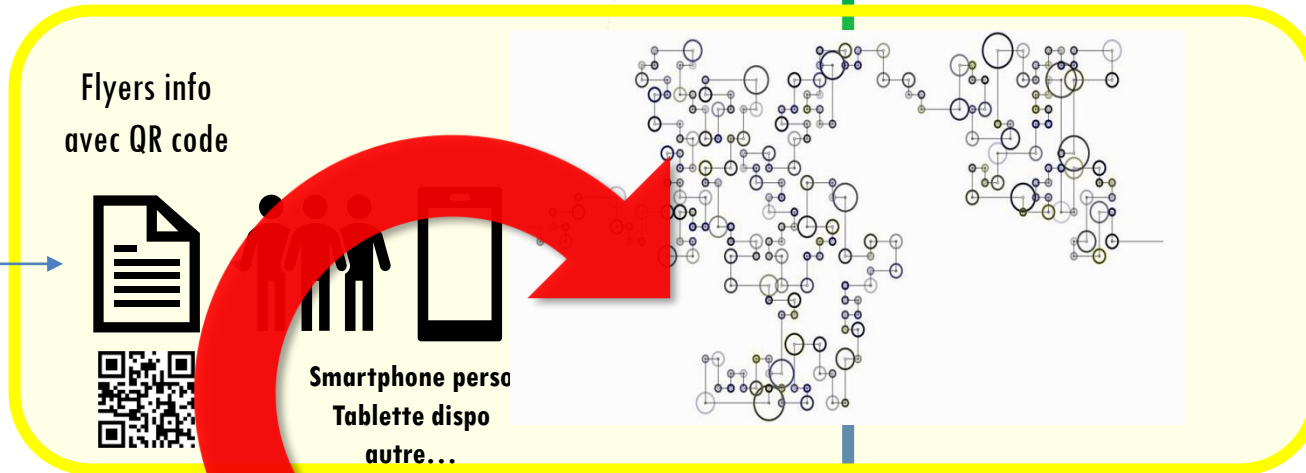 Flyers info
avec QR code
Smartphone perso
Tablette dispo
autre…